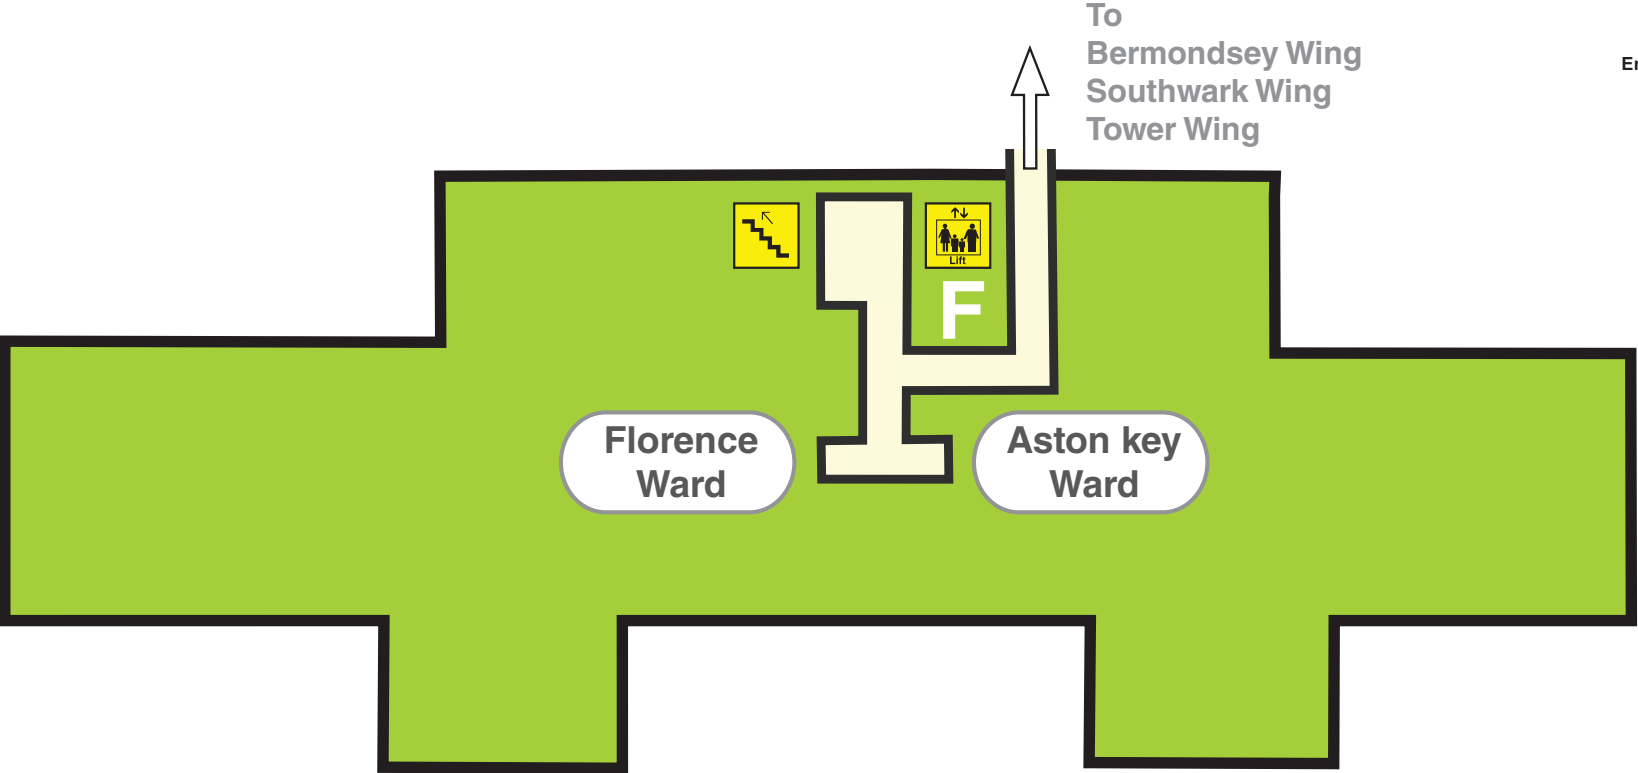 To
Bermondsey Wing
Southwark Wing
Tower Wing
Lift
F
Florence
Ward
Aston key
Ward